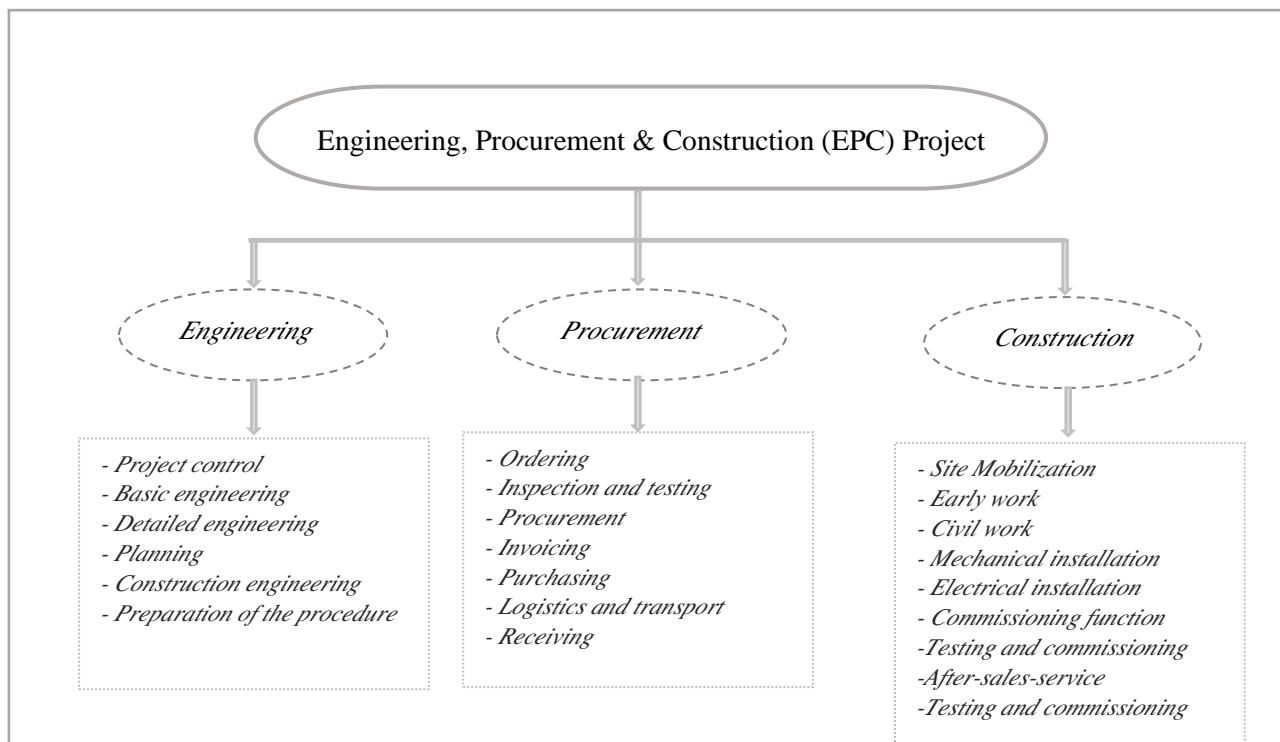 Engineering, Procurement & Construction (EPC) Project
Engineering
Procurement
Construction
- Project control
- Basic engineering
- Detailed engineering
- Planning
- Construction engineering
- Preparation of the procedure
- Ordering
- Inspection and testing
- Procurement
- Invoicing
- Purchasing
- Logistics and transport
- Receiving
- Site Mobilization
- Early work
- Civil work
- Mechanical installation
- Electrical installation
- Commissioning function
-Testing and commissioning
-After-sales-service
-Testing and commissioning